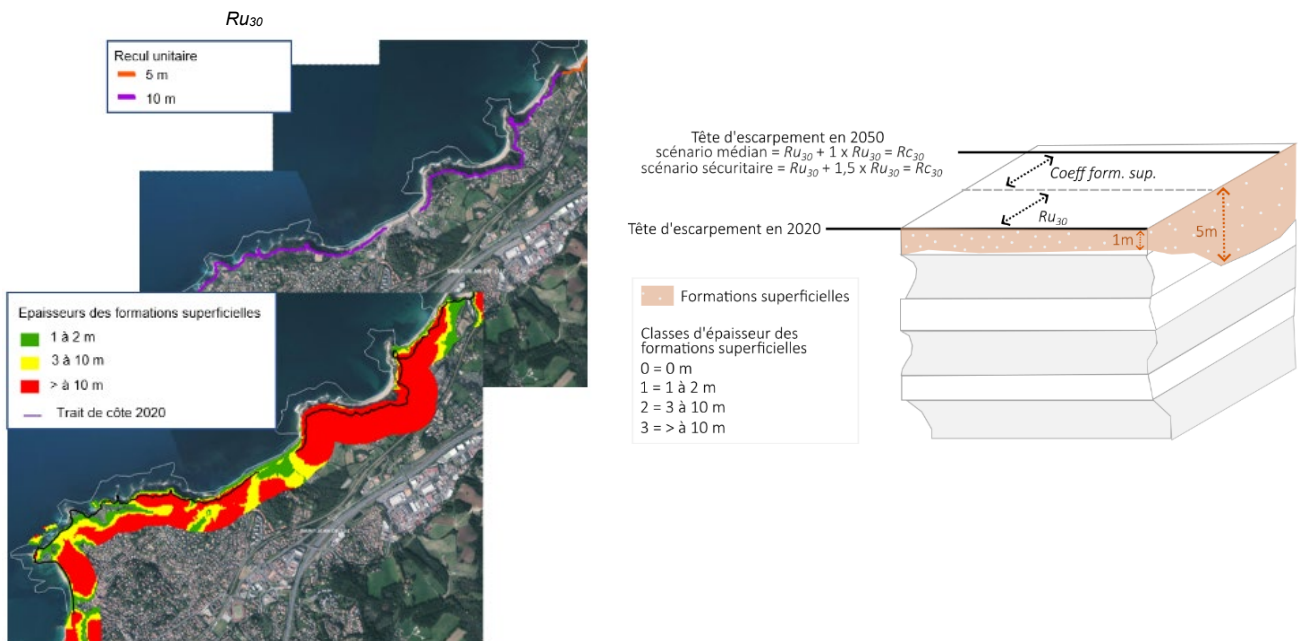 Ru30
Recul unitaire
5 m
10 m
Epaisseurs des formations superficielles
1 à 2 m
3 à 10 m
> à 10 m
Trait de côte 2020
Tête d'escarpement en 2050
scénario médian = Ru30 + 1 x Ru30 = Rc30
scénario sécuritaire = Ru30 + 1,5 x Ru30 = Rc30
Coeff form. sup.
Ru30
Tête d'escarpement en 2020
1m
5m
Formations superficielles
Classes d'épaisseur des
formations superficielles
0 = 0 m
1 = 1 à 2 m
2 = 3 à 10 m
3 = > à 10 m